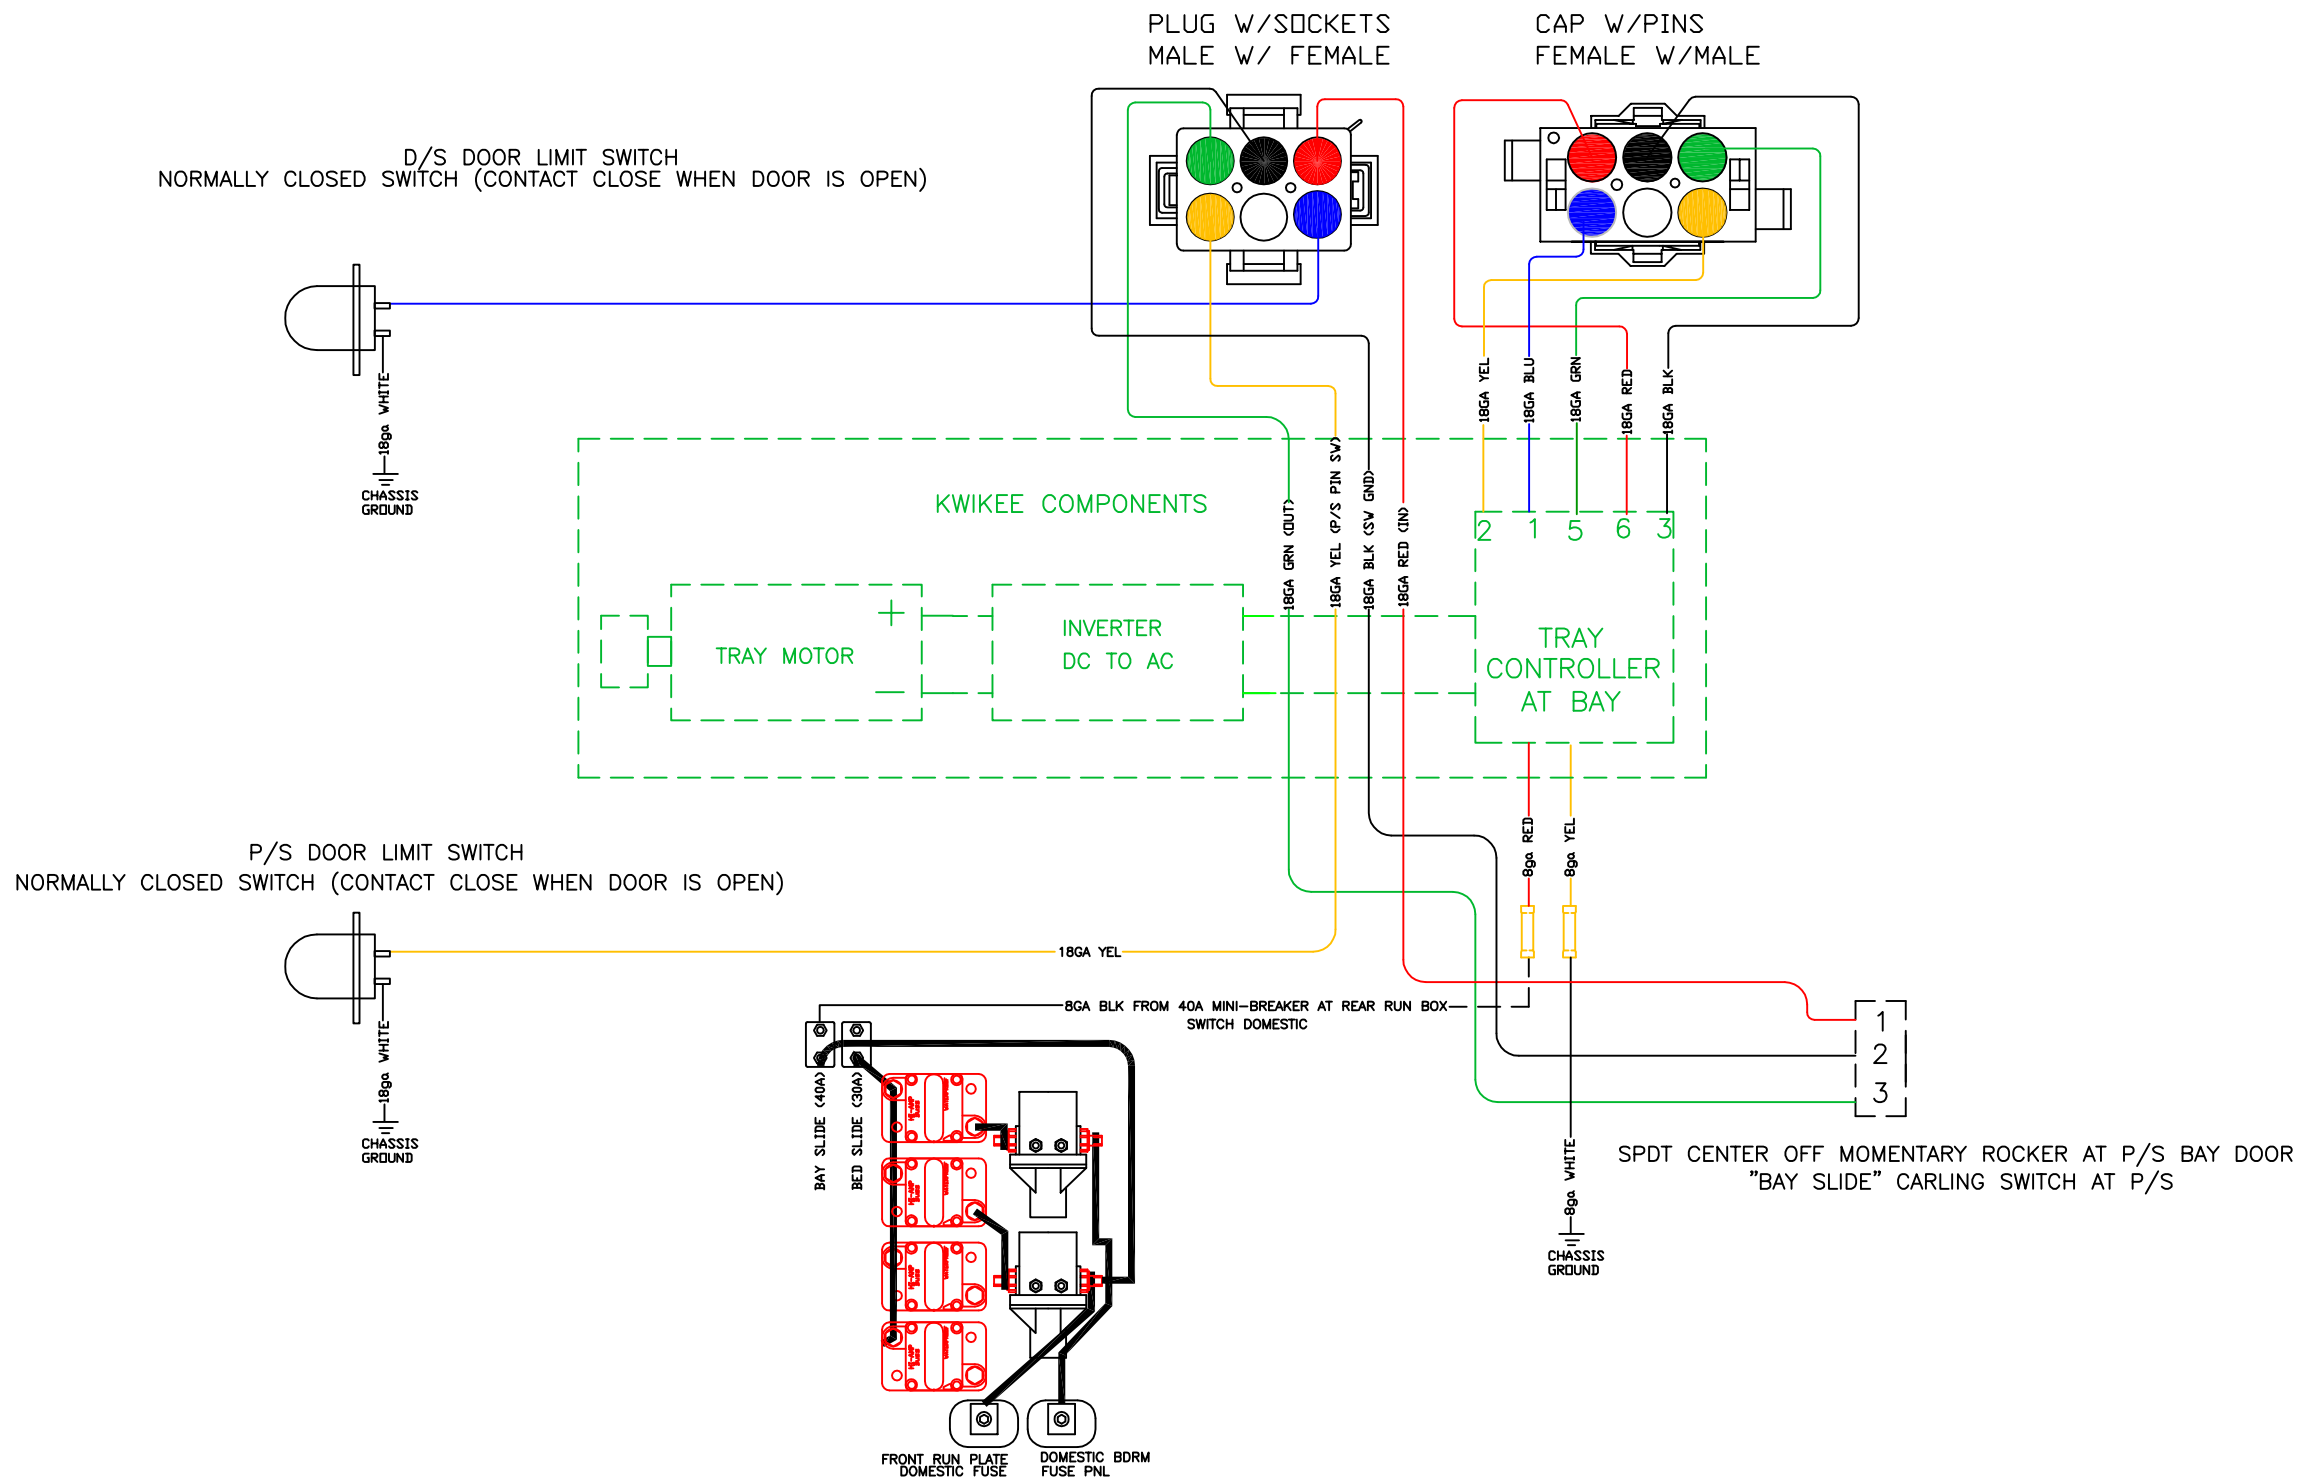 PLUG W/SOCKETS
MALE W/ FEMALE
CAP W/PINS
FEMALE W/MALE
D/S DOOR LIMIT SWITCH
NORMALLY CLOSED SWITCH (CONTACT CLOSE WHEN DOOR IS OPEN)
18ga WHITE
CHASSIS
GROUND
18GA YEL
18GA BLU
18GA GRN
18GA RED
18GA BLK
KWIKEE COMPONENTS
18GA GRN (OUT)
18GA YEL (P/S PIN SW)
18GA BLK (SW GND)
18GA RED (IN)
2 1 5 6 3
TRAY MOTOR
+
−
INVERTER
DC TO AC
TRAY
CONTROLLER
AT BAY
8ga RED
8ga YEL
P/S DOOR LIMIT SWITCH
NORMALLY CLOSED SWITCH (CONTACT CLOSE WHEN DOOR IS OPEN)
18GA YEL
18ga WHITE
CHASSIS
GROUND
8GA BLK FROM 40A MINI-BREAKER AT REAR RUN BOX
SWITCH DOMESTIC
BAY SLIDE (40A)
BED SLIDE (30A)
1
2
3
SPDT CENTER OFF MOMENTARY ROCKER AT P/S BAY DOOR
"BAY SLIDE" CARLING SWITCH AT P/S
8ga WHITE
CHASSIS
GROUND
FRONT RUN PLATE
DOMESTIC FUSE
DOMESTIC BDRM
FUSE PNL